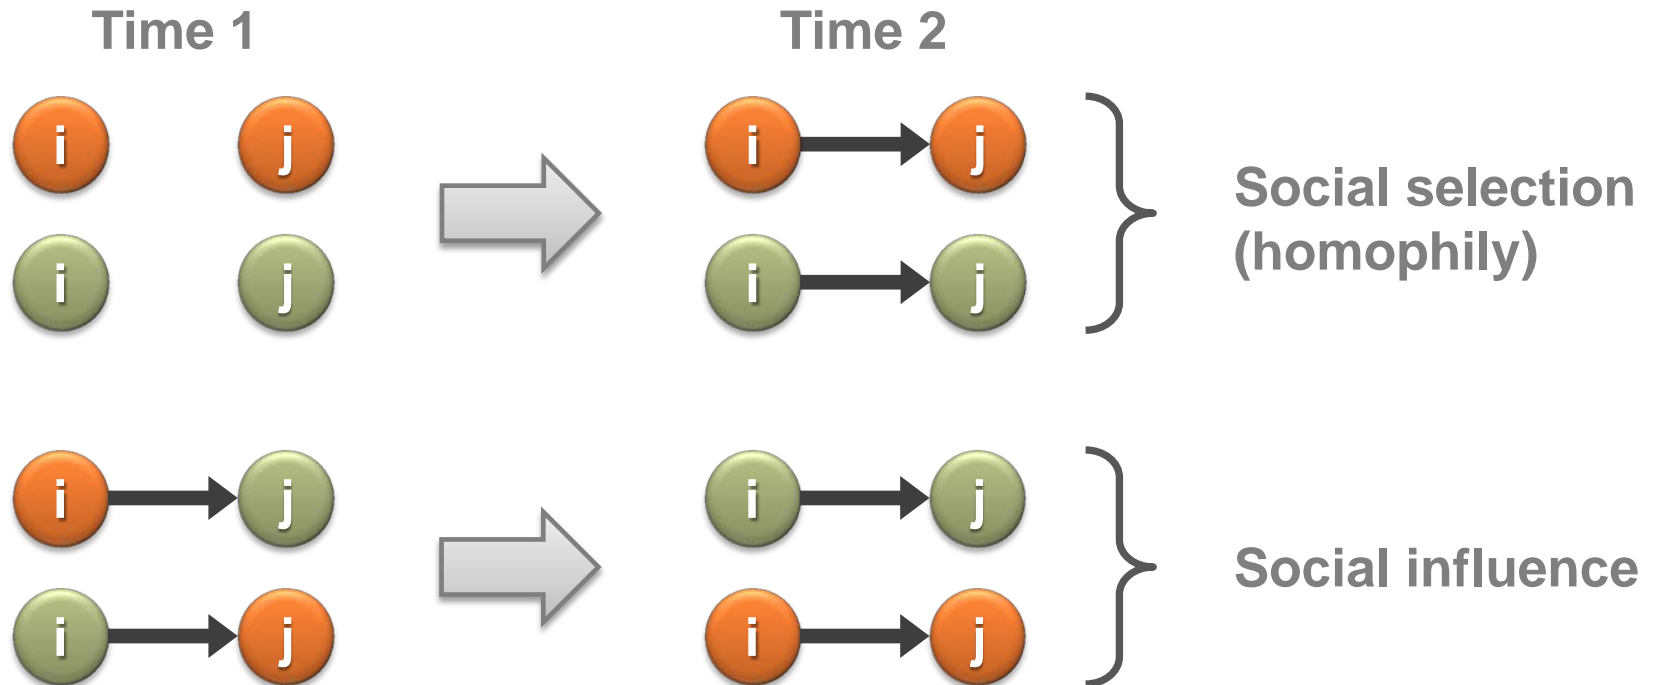 Time 1
Time 2
i
j
i
j
i
j
i
j
Social selection
(homophily)
i
j
i
j
i
j
i
j
Social influence